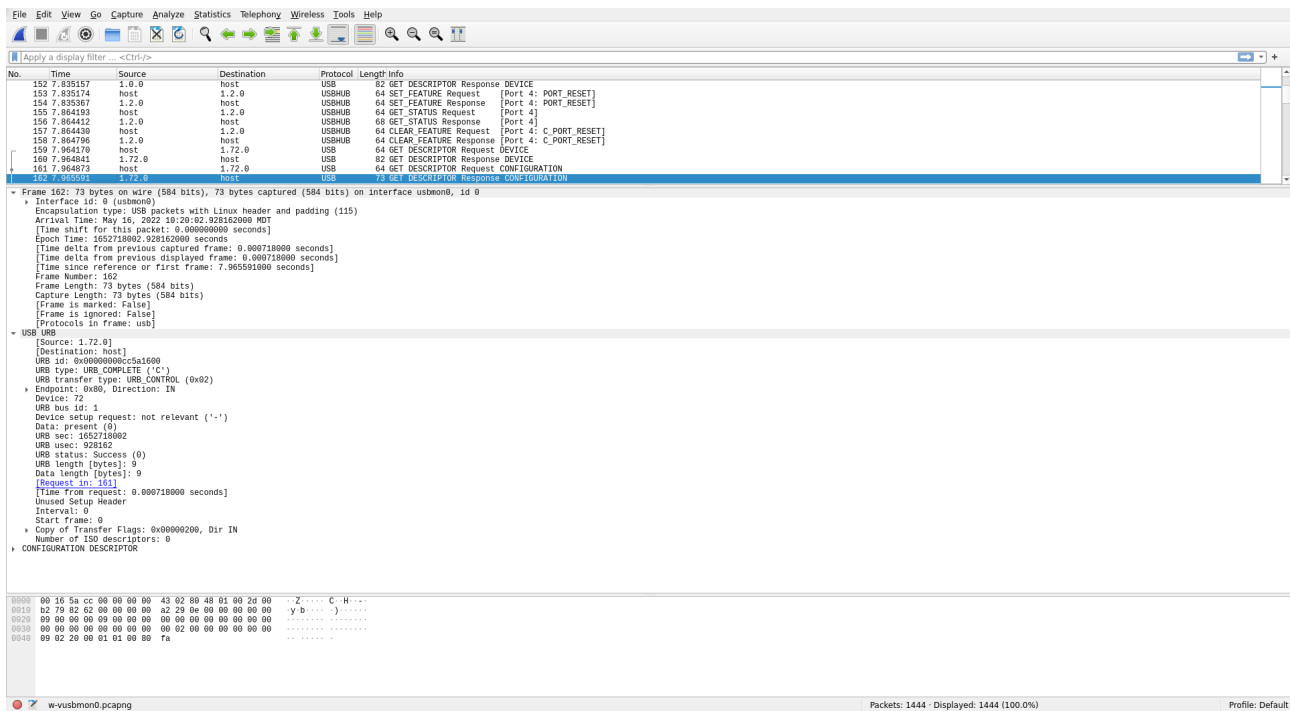 File Edit View Go Capture Analyze Statistics Telephony Wireless Tools Help
Apply a display filter ... <Ctrl-/>
No. Time Source Destination Protocol Length Info
152 7.835157 1.0.0 host USB 82 GET DESCRIPTOR Response DEVICE
153 7.835174 host 1.2.0 USBHUB 64 SET_FEATURE Request [Port 4: PORT_RESET]
154 7.835367 1.2.0 host USBHUB 64 SET_FEATURE Response [Port 4: PORT_RESET]
155 7.864193 host 1.2.0 USBHUB 64 GET_STATUS Request [Port 4]
156 7.864412 1.2.0 host USBHUB 68 GET_STATUS Response [Port 4]
157 7.864430 host 1.2.0 USBHUB 64 CLEAR_FEATURE Request [Port 4: C_PORT_RESET]
158 7.864796 1.2.0 host USBHUB 64 CLEAR_FEATURE Response [Port 4: C_PORT_RESET]
159 7.964170 host 1.72.0 USB 64 GET DESCRIPTOR Request DEVICE
160 7.964841 1.72.0 host USB 82 GET DESCRIPTOR Response DEVICE
161 7.964873 host 1.72.0 USB 64 GET DESCRIPTOR Request CONFIGURATION
162 7.965591 1.72.0 host USB 73 GET DESCRIPTOR Response CONFIGURATION
Frame 162: 73 bytes on wire (584 bits), 73 bytes captured (584 bits) on interface usbmon0, id 0
Interface id: 0 (usbmon0)
Encapsulation type: USB packets with Linux header and padding (115)
Arrival Time: May 16, 2022 10:20:02.928162000 MDT
[Time shift for this packet: 0.000000000 seconds]
Epoch Time: 1652718002.928162000 seconds
[Time delta from previous captured frame: 0.000718000 seconds]
[Time delta from previous displayed frame: 0.000718000 seconds]
[Time since reference or first frame: 7.965591000 seconds]
Frame Number: 162
Frame Length: 73 bytes (584 bits)
Capture Length: 73 bytes (584 bits)
[Frame is marked: False]
[Frame is ignored: False]
[Protocols in frame: usb]
USB URB
[Source: 1.72.0]
[Destination: host]
URB id: 0x00000000cc5a1600
URB type: URB_COMPLETE ('C')
URB transfer type: URB_CONTROL (0x02)
Endpoint: 0x80, Direction: IN
Device: 72
URB bus id: 1
Device setup request: not relevant ('-')
Data: present (0)
URB sec: 1652718002
URB usec: 928162
URB status: Success (0)
URB length [bytes]: 9
Data length [bytes]: 9
[Request in: 161]
[Time from request: 0.000718000 seconds]
Unused Setup Header
Interval: 0
Start frame: 0
Copy of Transfer Flags: 0x00000200, Dir IN
Number of ISO descriptors: 0
CONFIGURATION DESCRIPTOR
0000 00 16 5a cc 00 00 00 00 43 02 80 48 01 00 2d 00 ··Z····· C··H··-·
0010 b2 79 82 62 00 00 00 00 a2 29 0e 00 00 00 00 00 ·y·b···· ·)······
0020 09 00 00 00 09 00 00 00 00 00 00 00 00 00 00 00 ········ ········
0030 00 00 00 00 00 00 00 00 00 02 00 00 00 00 00 00 ········ ········
0040 09 02 20 00 01 01 00 80 fa ·· ····· ·
w-vusbmon0.pcapng Packets: 1444 · Displayed: 1444 (100.0%) Profile: Default